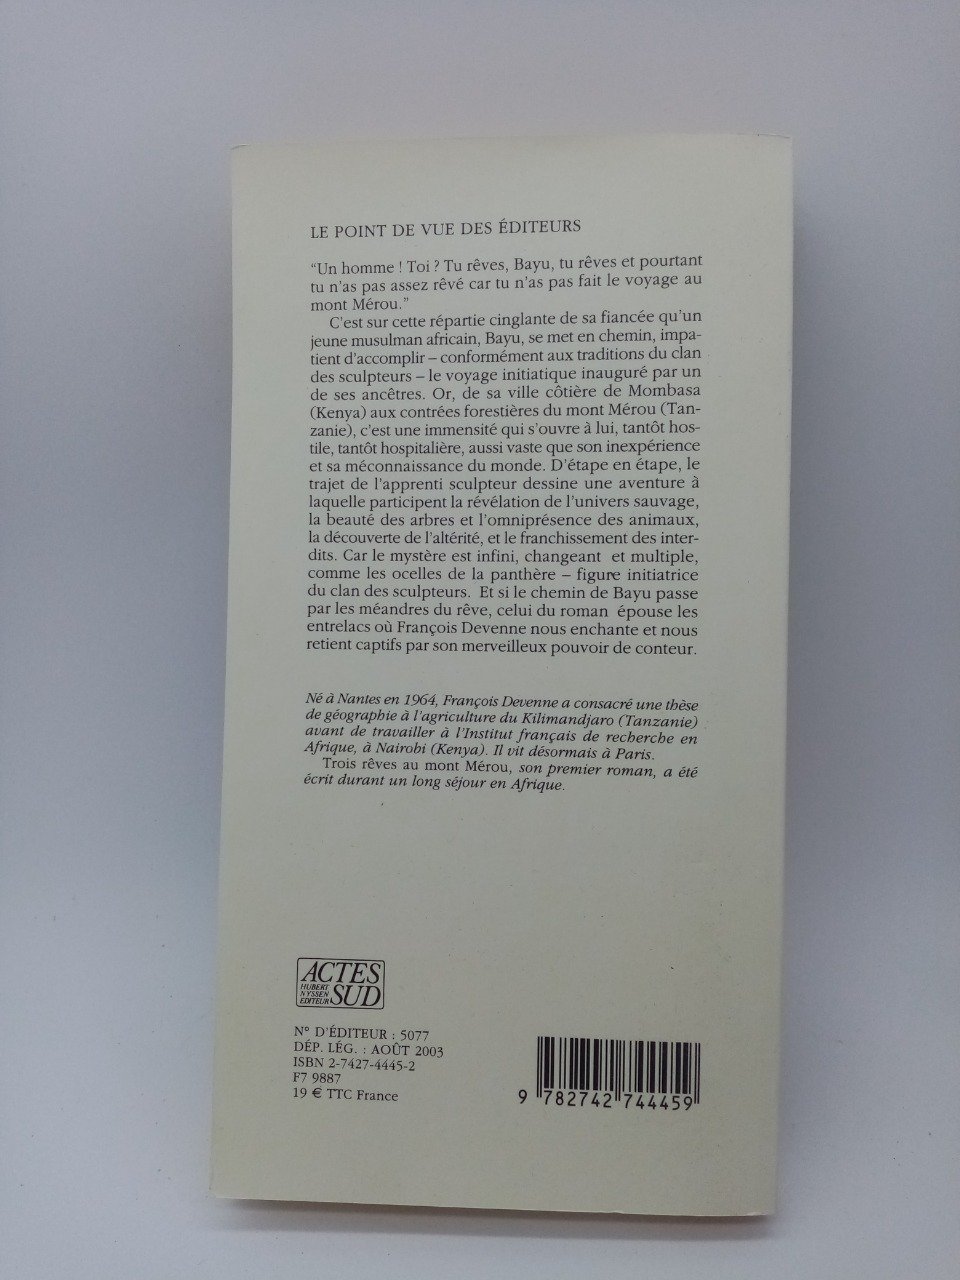 LE POINT DE VUE DES ÉDITEURS
“Un homme ! Toi ? Tu rêves, Bayu, tu rêves et pourtant
tu n'as pas assez rêvé car tu n'as pas fait le voyage au
mont Mérou.”
C'est sur cette répartie cinglante de sa fiancée qu'un
jeune musulman africain, Bayu, se met en chemin, impa-
tient d'accomplir – conformément aux traditions du clan
des sculpteurs – le voyage initiatique inauguré par un
de ses ancêtres. Or, de sa ville côtière de Mombasa
(Kenya) aux contrées forestières du mont Mérou (Tan-
zanie), c'est une immensité qui s'ouvre à lui, tantôt hos-
tile, tantôt hospitalière, aussi vaste que son inexpérience
et sa méconnaissance du monde. D'étape en étape, le
trajet de l'apprenti sculpteur dessine une aventure à
laquelle participent la révélation de l'univers sauvage,
la beauté des arbres et l'omniprésence des animaux,
la découverte de l'altérité, et le franchissement des inter-
dits. Car le mystère est infini, changeant et multiple,
comme les ocelles de la panthère – figure initiatrice
du clan des sculpteurs. Et si le chemin de Bayu passe
par les méandres du rêve, celui du roman épouse les
entrelacs où François Devenne nous enchante et nous
retient captifs par son merveilleux pouvoir de conteur.
Né à Nantes en 1964, François Devenne a consacré une thèse
de géographie à l'agriculture du Kilimandjaro (Tanzanie)
avant de travailler à l'Institut français de recherche en
Afrique, à Nairobi (Kenya). Il vit désormais à Paris.
Trois rêves au mont Mérou, son premier roman, a été
écrit durant un long séjour en Afrique.
ACTES
HUBERT
NYSSEN
ÉDITEUR
SUD
N° D'ÉDITEUR : 5077
DÉP. LÉG. : AOÛT 2003
ISBN 2-7427-4445-2
F7 9887
19 € TTC France
9 782742 744459